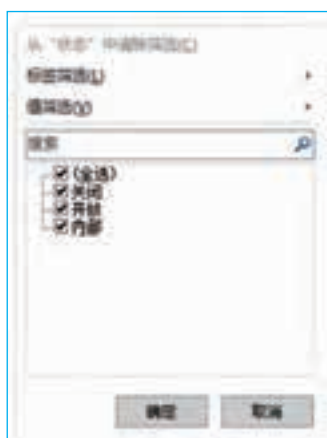 从 "状态" 中清除筛选(C)
标签筛选(L)
值筛选(V)
搜索
(全选)
关闭
开放
内部
确定
取消